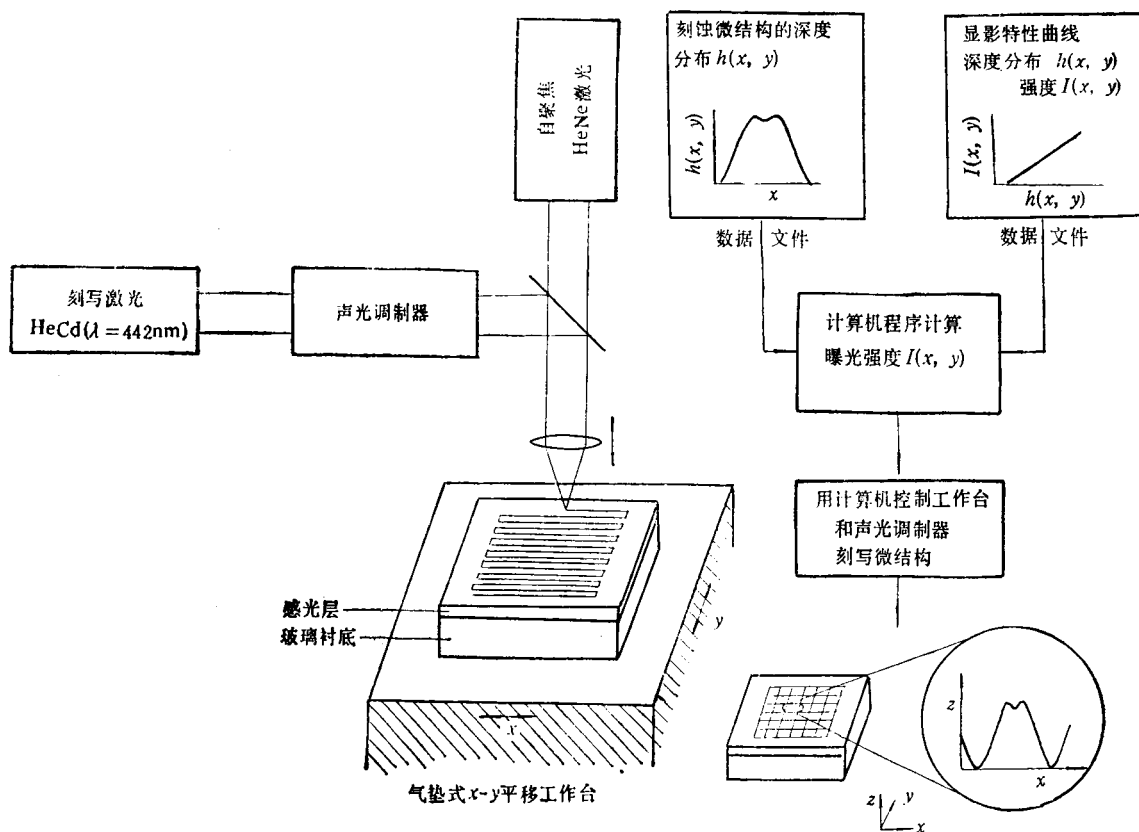 自聚焦
HeNe激光
刻蚀微结构的深度
分布 h(x, y)
h(x, y)
x
数据 文件
显影特性曲线
深度分布 h(x, y)
强度 I(x, y)
I(x, y)
h(x, y)
数据 文件
刻写激光
HeCd(λ=442nm)
声光调制器
计算机程序计算
曝光强度 I(x, y)
用计算机控制工作台
和声光调制器
刻写微结构
感光层
玻璃衬底
y
x
气垫式x-y平移工作台
z
x
z
y
x